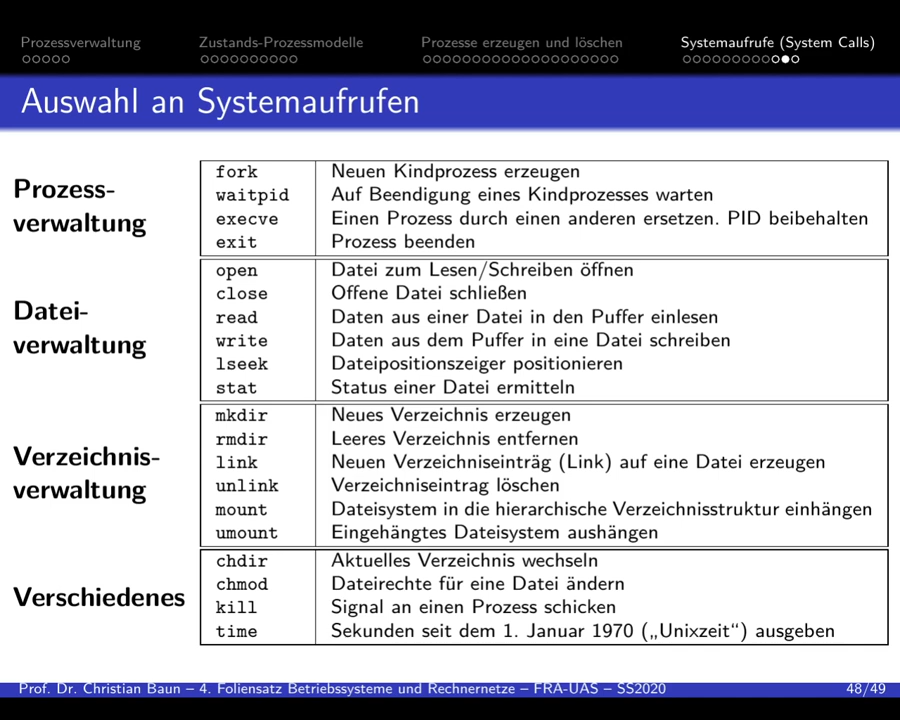 Prozessverwaltung Zustands-Prozessmodelle Prozesse erzeugen und löschen Systemaufrufe (System Calls)
Auswahl an Systemaufrufen
Prozess-
verwaltung
fork Neuen Kindprozess erzeugen
waitpid Auf Beendigung eines Kindprozesses warten
execve Einen Prozess durch einen anderen ersetzen. PID beibehalten
exit Prozess beenden
Datei-
verwaltung
open Datei zum Lesen/Schreiben öffnen
close Offene Datei schließen
read Daten aus einer Datei in den Puffer einlesen
write Daten aus dem Puffer in eine Datei schreiben
lseek Dateipositionszeiger positionieren
stat Status einer Datei ermitteln
Verzeichnis-
verwaltung
mkdir Neues Verzeichnis erzeugen
rmdir Leeres Verzeichnis entfernen
link Neuen Verzeichniseinträg (Link) auf eine Datei erzeugen
unlink Verzeichniseintrag löschen
mount Dateisystem in die hierarchische Verzeichnisstruktur einhängen
umount Eingehängtes Dateisystem aushängen
Verschiedenes
chdir Aktuelles Verzeichnis wechseln
chmod Dateirechte für eine Datei ändern
kill Signal an einen Prozess schicken
time Sekunden seit dem 1. Januar 1970 („Unixzeit“) ausgeben
Prof. Dr. Christian Baun – 4. Foliensatz Betriebssysteme und Rechnernetze – FRA-UAS – SS2020 48/49